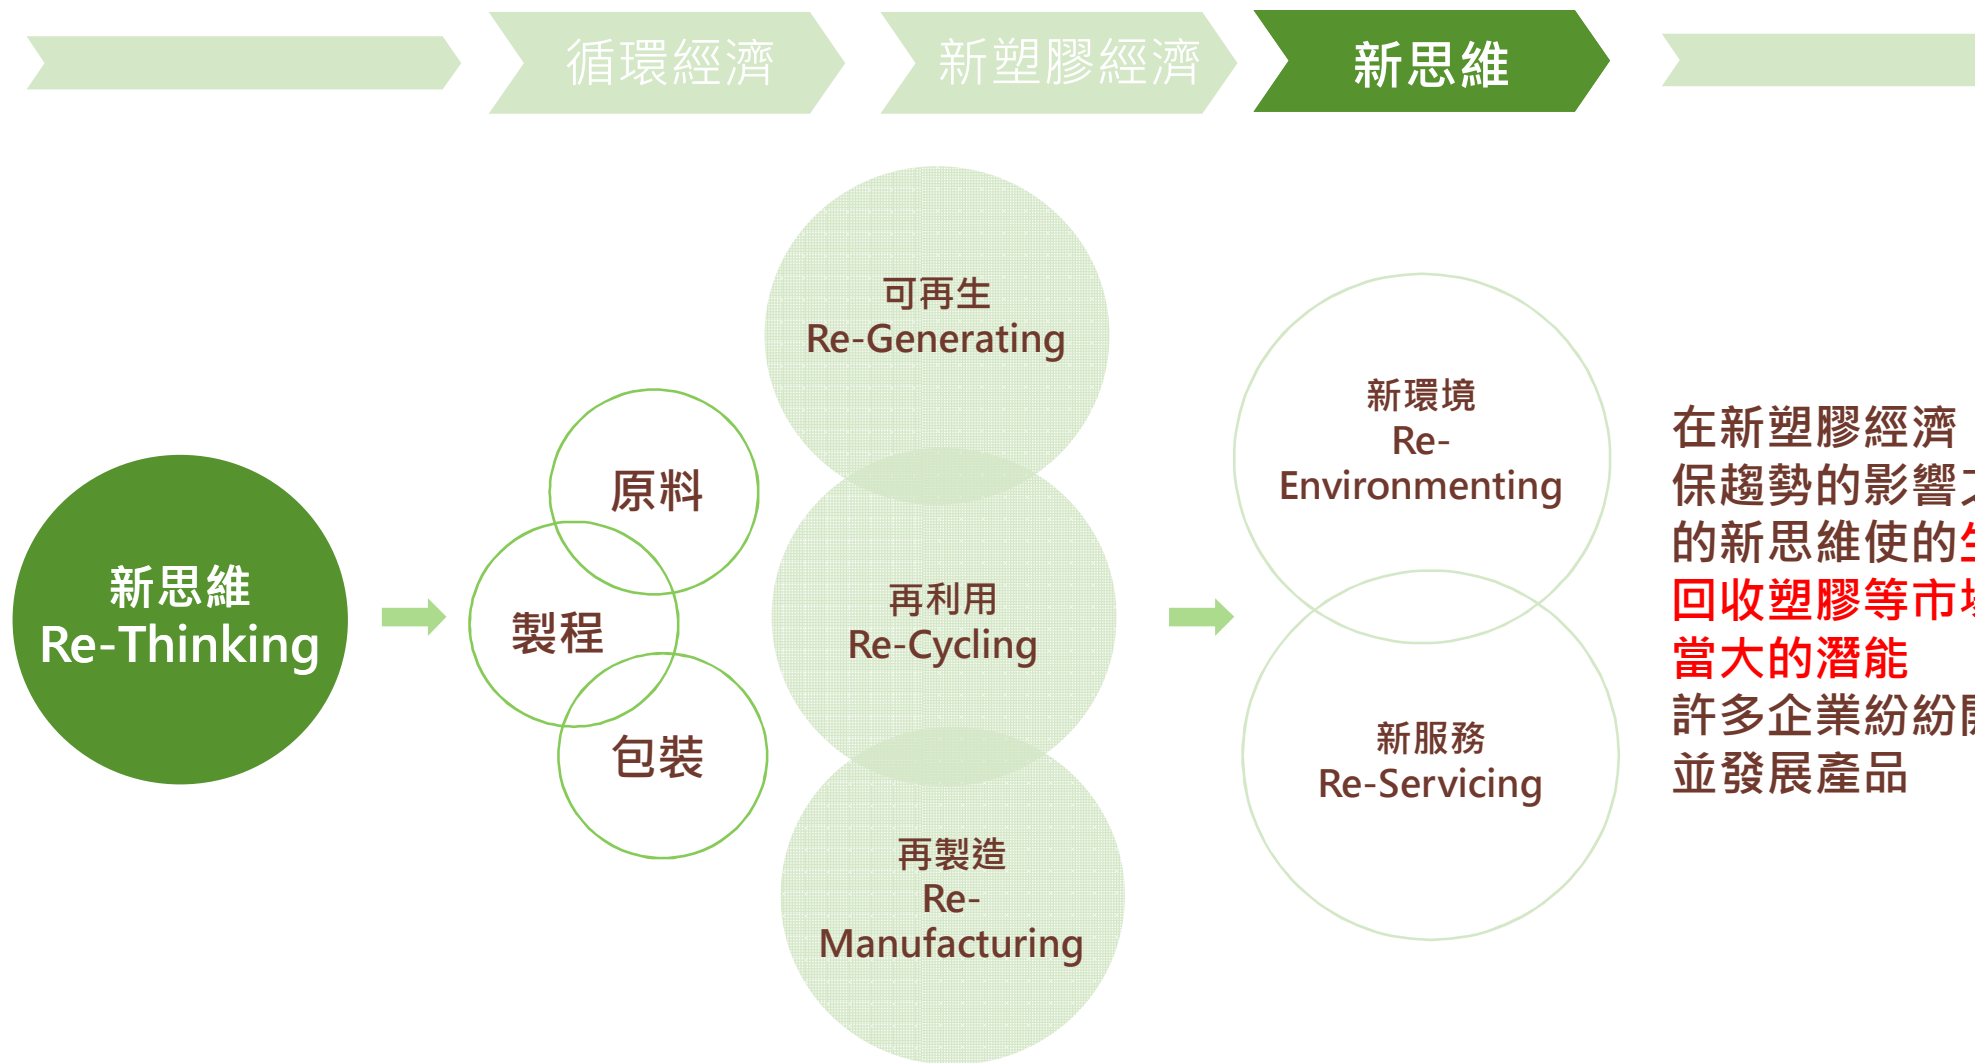 循環經濟
新塑膠經濟
新思維
新思維
Re-Thinking
原料
製程
包裝
可再生
Re-Generating
再利用
Re-Cycling
再製造
Re-
Manufacturing
新環境
Re-
Environmenting
新服務
Re-Servicing
在新塑膠經濟
保趨勢的影響
的新思維使的
回收塑膠等市
當大的潛能
許多企業紛紛
並發展產品